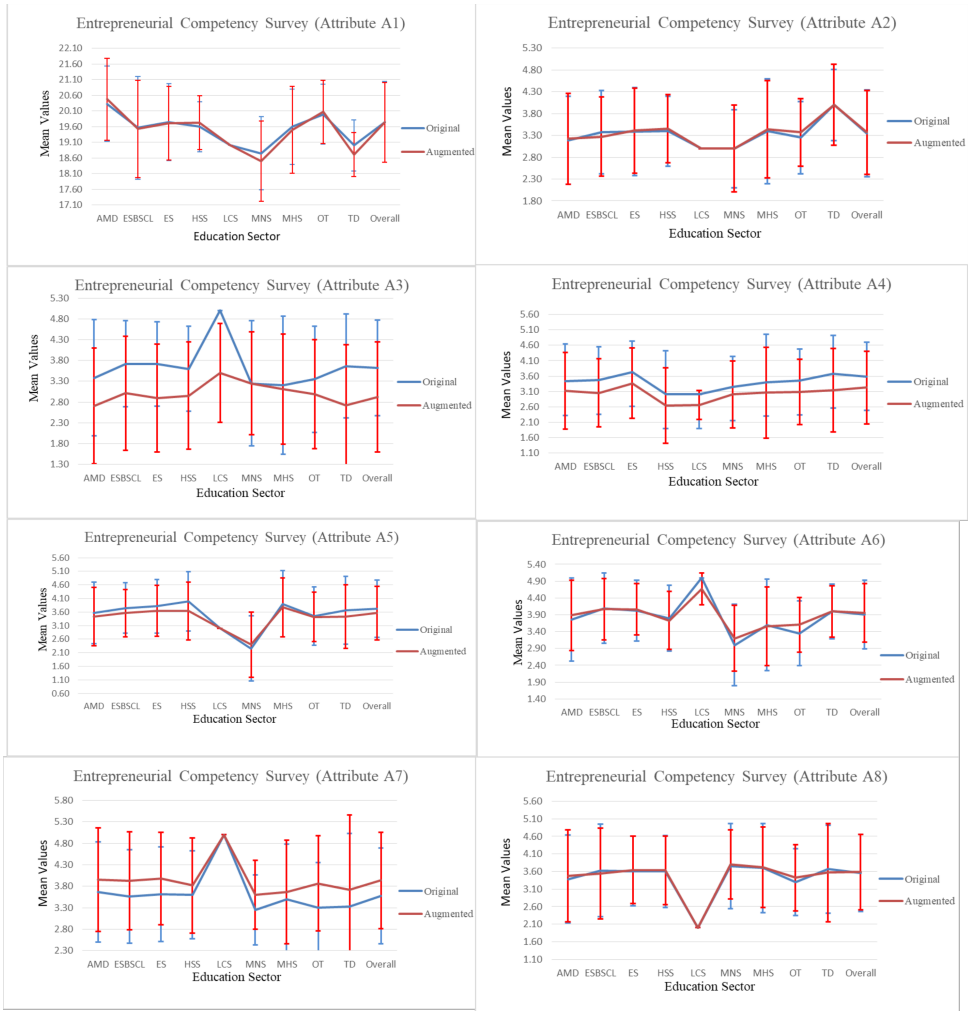 Entrepreneurial Competency Survey (Attribute A1)
22.10
21.10
20.10
19.60
19.10
18.10
17.60
17.10
Mean Values
AMD ESBSCL ES HSS LCS MNS MHS OT TD Overall
Education Sector
Original
Augmented
Entrepreneurial Competency Survey (Attribute A2)
5.30
4.80
3.80
3.30
2.80
2.30
1.80
Mean Values
AMD ESBSCL ES HSS LCS MNS MHS OT TD Overall
Education Sector
Original
Augmented
Entrepreneurial Competency Survey (Attribute A3)
5.30
4.80
4.30
3.80
3.30
2.80
2.30
1.80
1.30
Mean Values
AMD ESBSCL ES HSS LCS MNS MHS OT TD Overall
Education Sector
Original
Augmented
Entrepreneurial Competency Survey (Attribute A4)
5.60
5.10
4.60
4.10
3.60
3.10
2.60
2.10
1.60
1.10
Mean Values
AMD ESBSCL ES HSS LCS MNS MHS OT TD Overall
Education Sector
Original
Augmented
Entrepreneurial Competency Survey (Attribute A5)
5.60
5.10
4.60
4.10
3.60
3.10
2.60
2.10
1.60
1.10
0.60
Mean Values
AMD ESBSCL ES HSS LCS MNS MHS OT TD Overall
Education Sector
Original
Augmented
Entrepreneurial Competency Survey (Attribute A6)
5.40
4.90
4.40
3.90
3.40
2.90
2.40
1.90
1.40
Mean Values
AMD ESBSCL ES HSS LCS MNS MHS OT TD Overall
Education Sector
Original
Augmented
Entrepreneurial Competency Survey (Attribute A7)
5.80
5.30
4.80
4.30
3.80
3.30
2.80
2.30
Mean Values
AMD ESBSCL ES HSS LCS MNS MHS OT TD Overall
Education Sector
Original
Augmented
Entrepreneurial Competency Survey (Attribute A8)
5.60
5.10
4.60
4.10
3.60
3.10
2.60
2.10
1.60
1.10
Mean Values
AMD ESBSCL ES HSS LCS MNS MHS OT TD Overall
Education Sector
Original
Augmented